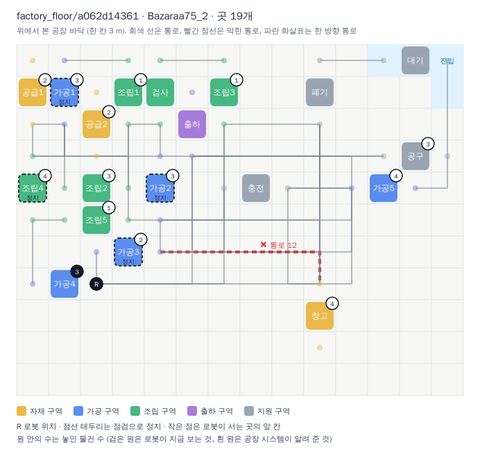 factory_floor/a062d14361 · Bazaraa75_2 · 곳 19개
위에서 본 공장 바닥 (한 칸 3 m). 회색 선은 통로, 빨간 점선은 막힌 통로, 파란 화살표는 한 방향 통로
대기
진입
2
3
1
1
공급1
가공1
정지
조립1
검사
조립3
폐기
2
공급2
출하
3
공구
4
2
3
4
조립4
정지
조립2
가공2
정지
충전
가공5
1
조립5
2
가공3
정지
✕ 통로 12
3
가공4
R
4
창고
자재 구역
가공 구역
조립 구역
출하 구역
지원 구역
R 로봇 위치 · 점선 테두리는 점검으로 정지 · 작은 점은 로봇이 서는 곳의 앞 칸
원 안의 수는 놓인 물건 수 (검은 원은 로봇이 지금 보는 것, 흰 원은 공장 시스템이 알려 준 것)